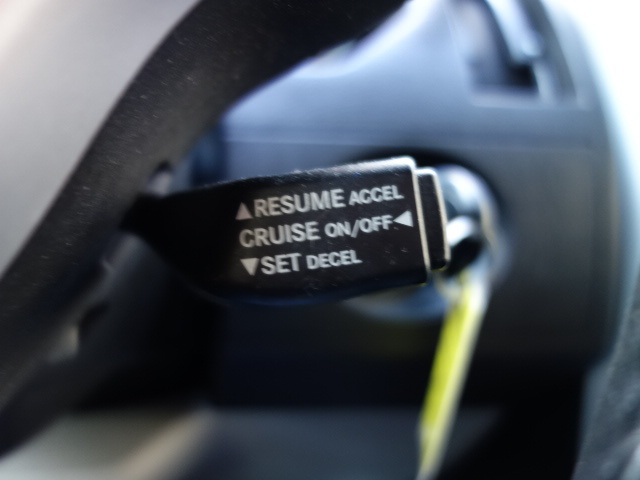 ▲RESUME ACCEL
CRUISE ON/OFF◀
▼SET DECEL